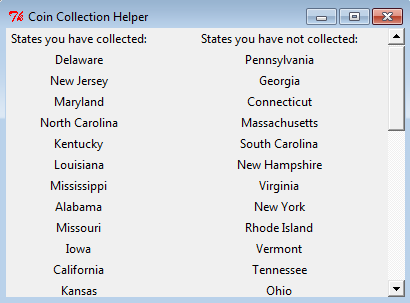 Coin Collection Helper
States you have collected: States you have not collected:
Delaware Pennsylvania
New Jersey Georgia
Maryland Connecticut
North Carolina Massachusetts
Kentucky South Carolina
Louisiana New Hampshire
Mississippi Virginia
Alabama New York
Missouri Rhode Island
Iowa Vermont
California Tennessee
Kansas Ohio